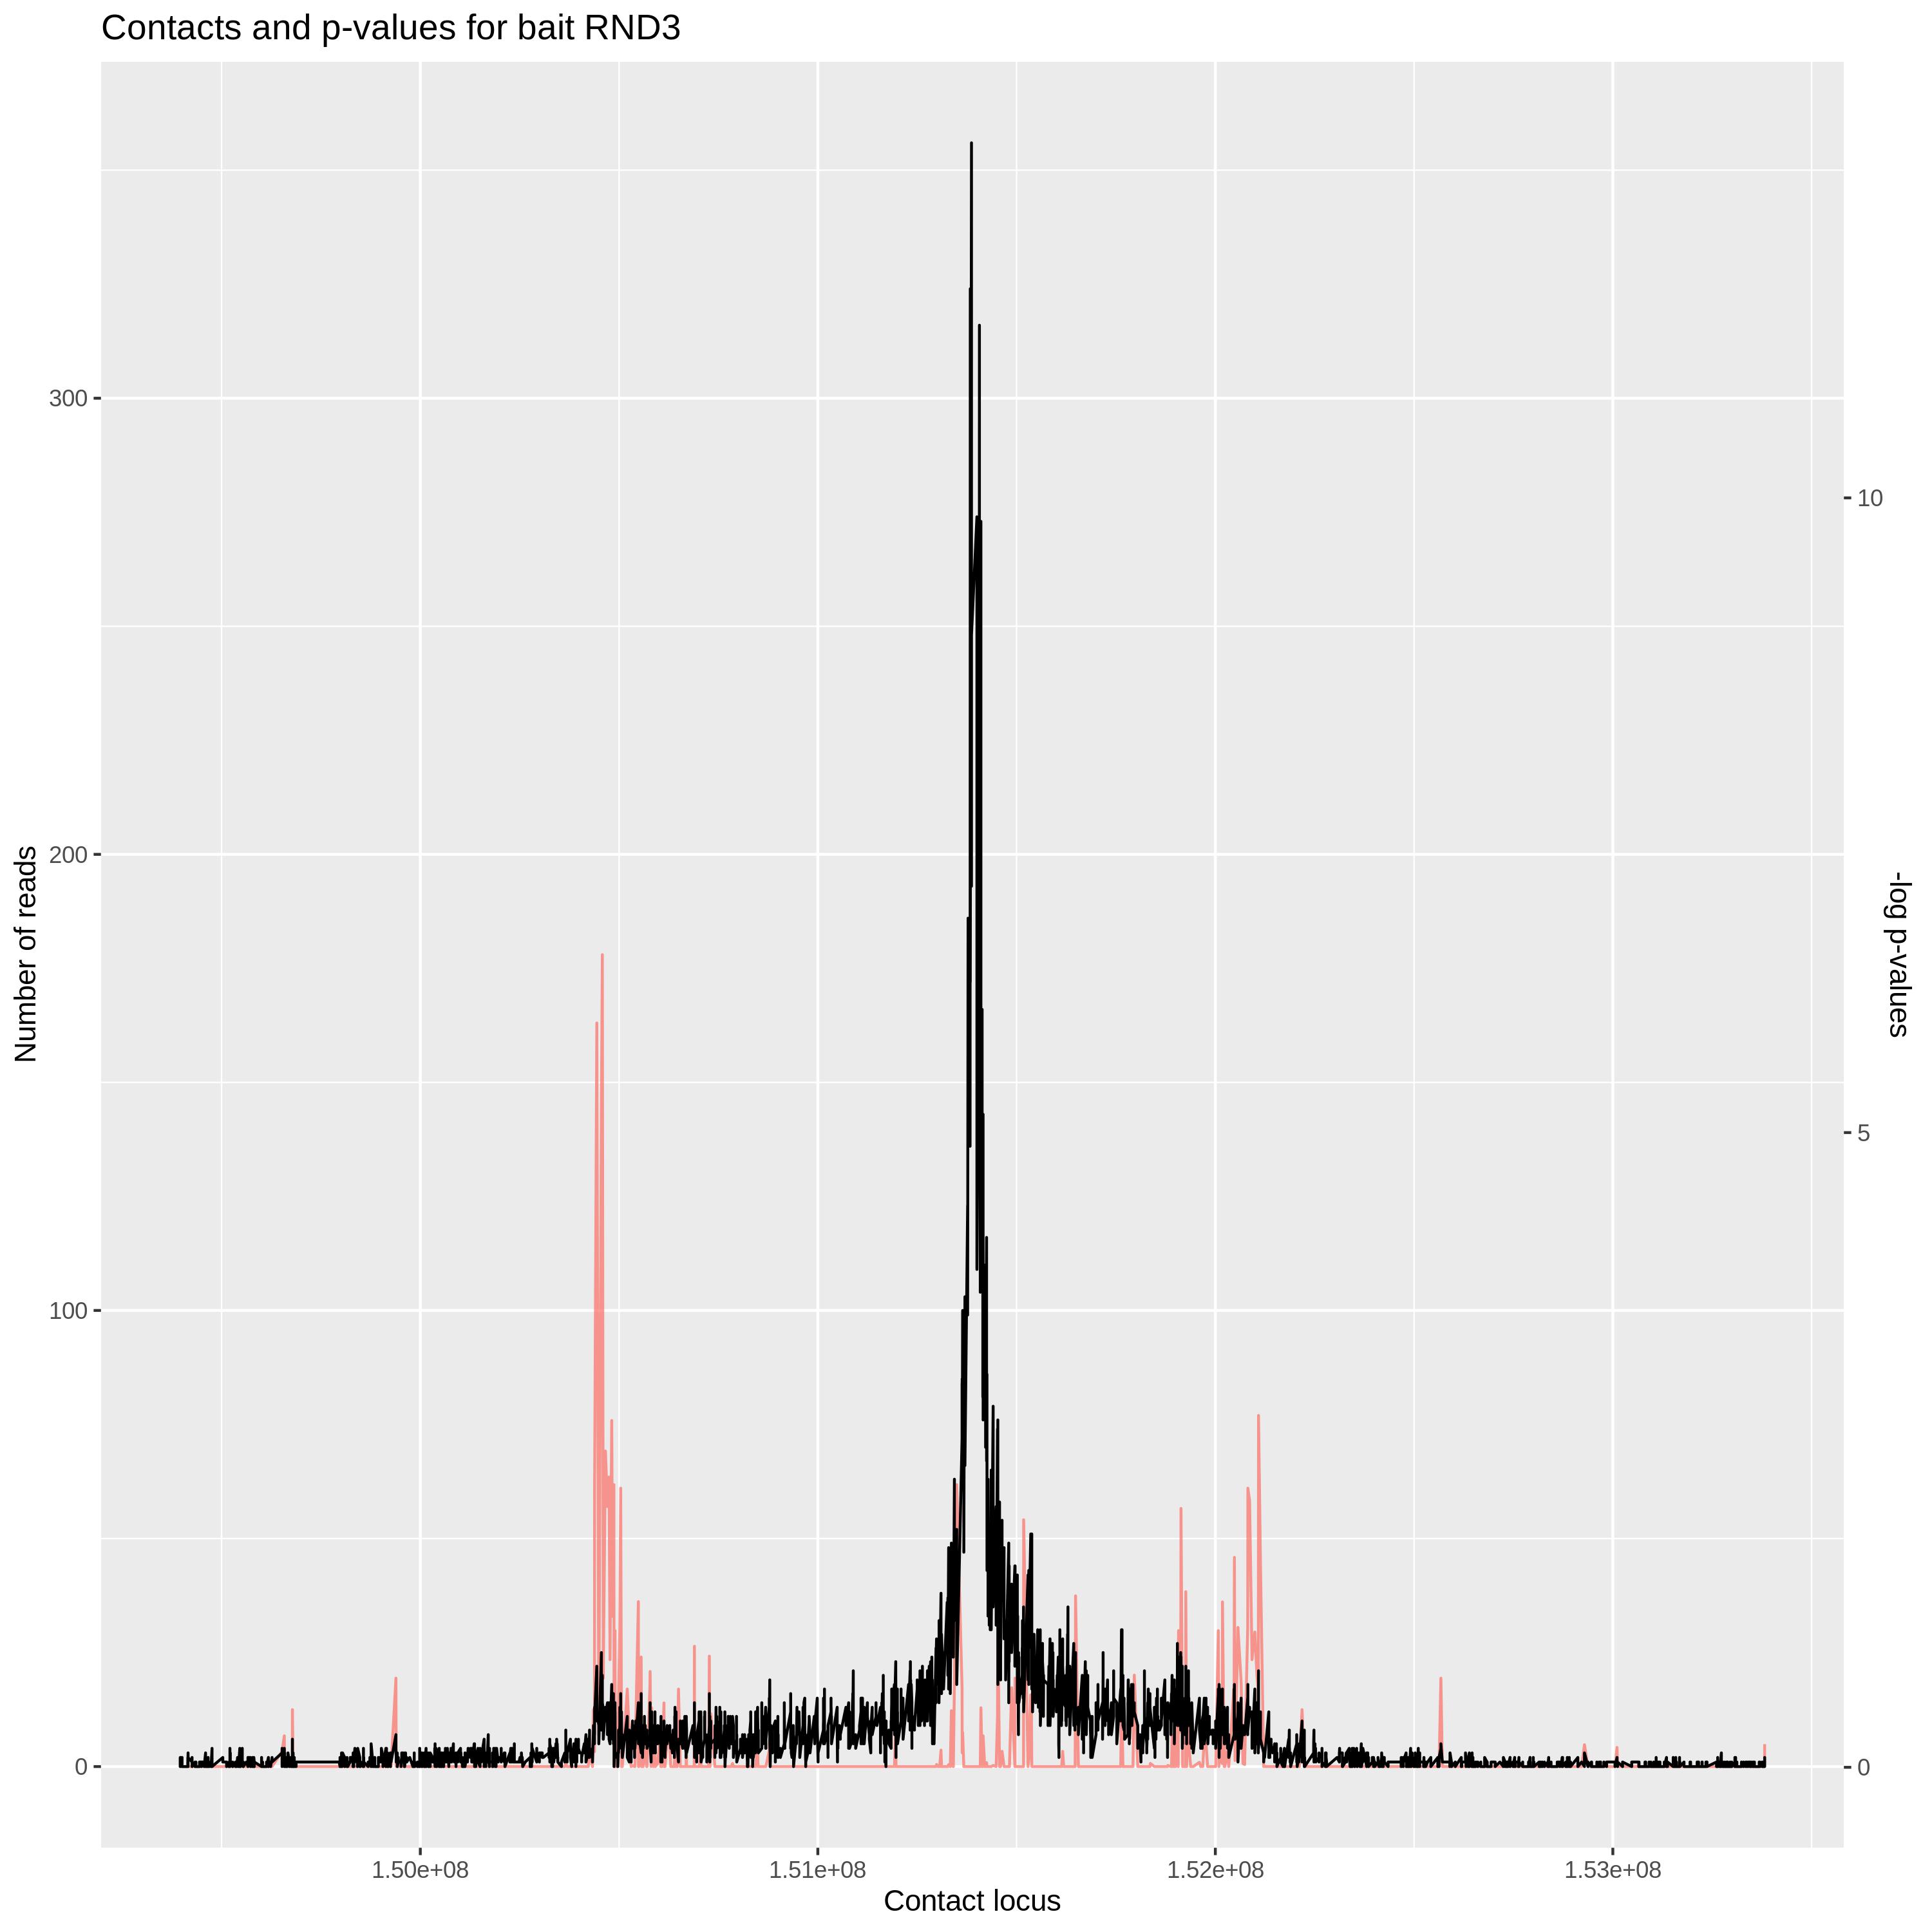 Contacts and p-values for bait RND3
Number of reads
300
200
100
0
10
5
0
-log p-values
1.50e+08
1.51e+08
1.52e+08
1.53e+08
Contact locus